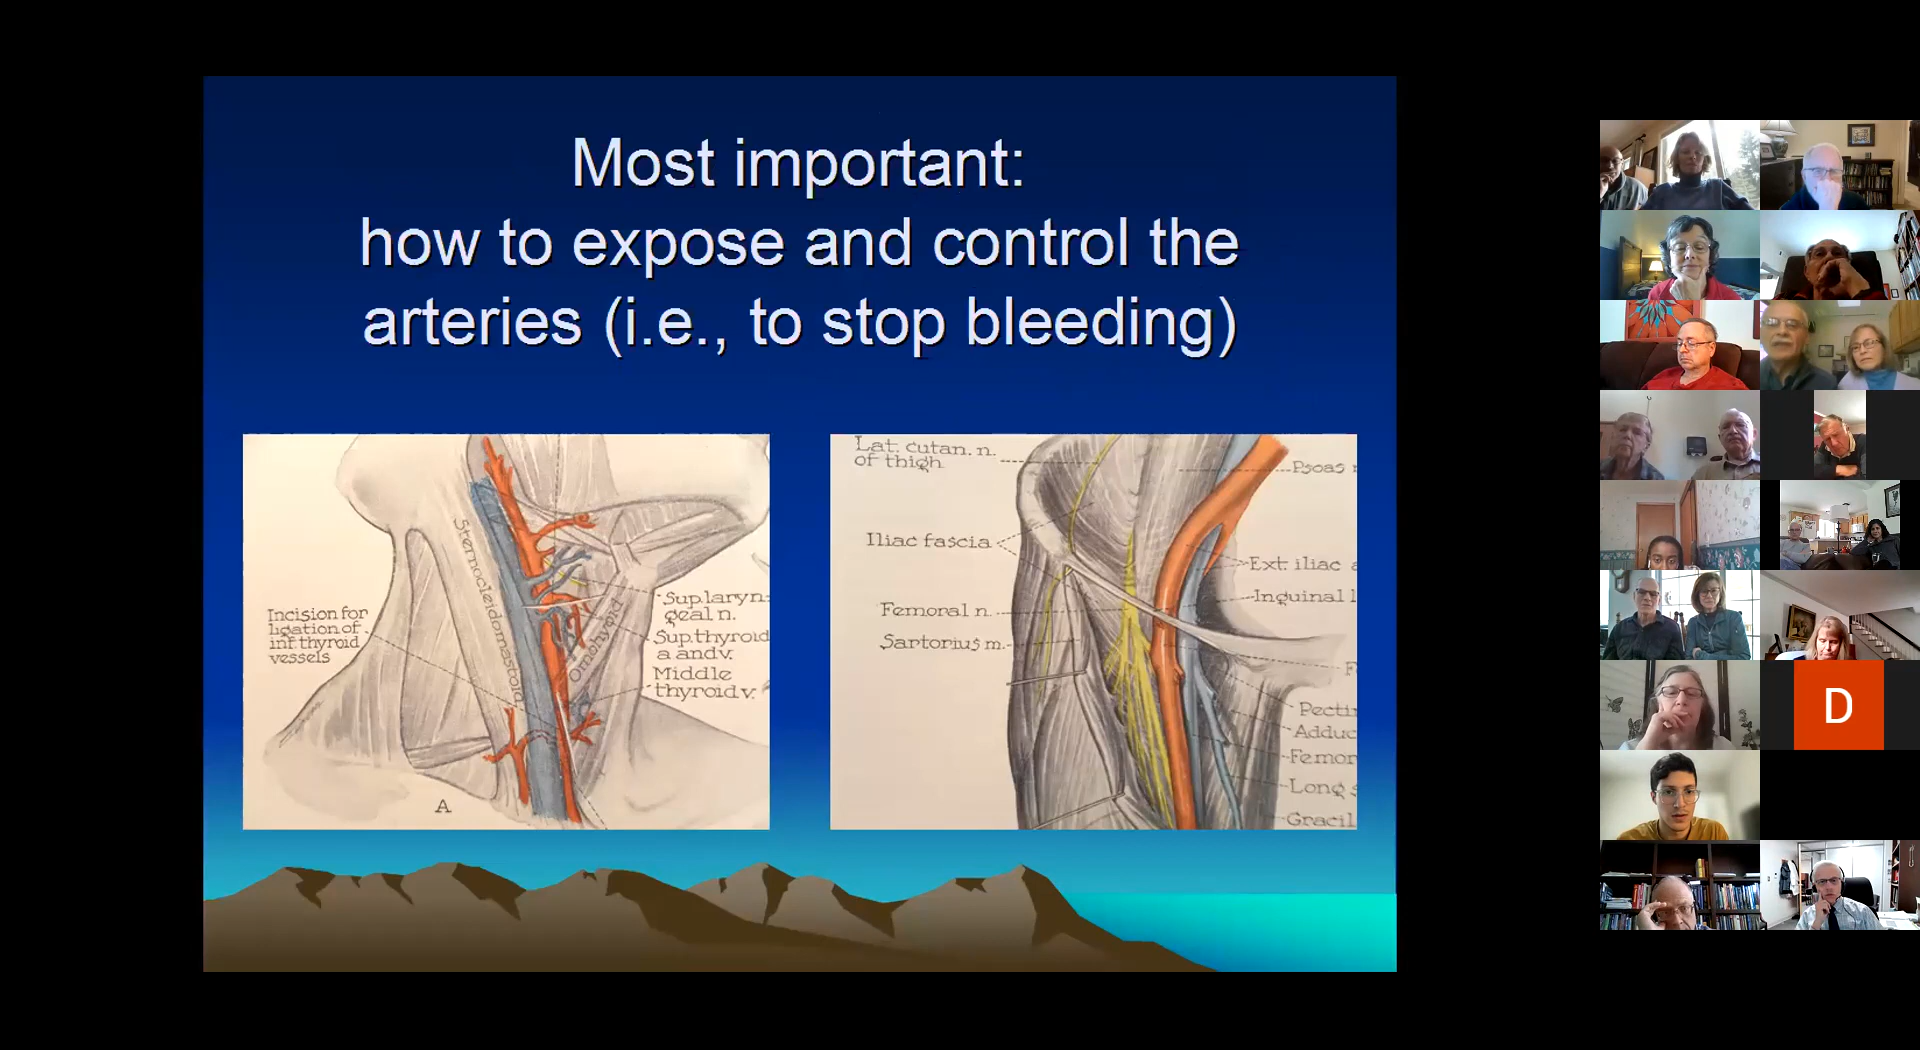 Most important:
how to expose and control the
arteries (i.e., to stop bleeding)
Incision for
ligation of
inf. thyroid
vessels
Sternocleidomastoid
Omohyoid
Sup. laryn-
geal n.
Sup. thyroid
a. and v.
Middle
thyroid v.
A
Lat. cutan. n.
of thigh
Iliac fascia
Femoral n.
Sartorius m.
Psoas
Ext. iliac a
Inguinal l
F
Pecti
Adduc
Femor
Long
Gracil
D